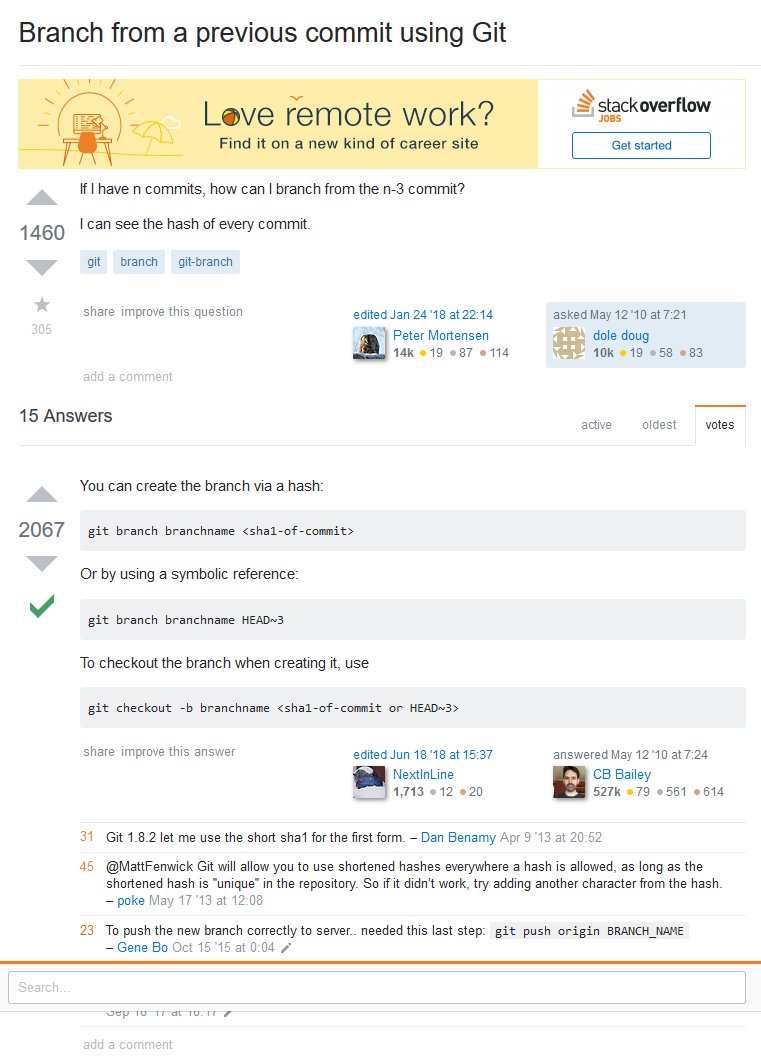 Branch from a previous commit using Git
Love remote work?
Find it on a new kind of career site
stackoverflow
JOBS
Get started
If I have n commits, how can I branch from the n-3 commit?
1460
I can see the hash of every commit.
git branch git-branch
305
share improve this question
edited Jan 24 '18 at 22:14
Peter Mortensen
14k 19 87 114
asked May 12 '10 at 7:21
dole doug
10k 19 58 83
add a comment
15 Answers
active oldest votes
You can create the branch via a hash:
2067
git branch branchname <sha1-of-commit>
Or by using a symbolic reference:
git branch branchname HEAD~3
To checkout the branch when creating it, use
git checkout -b branchname <sha1-of-commit or HEAD~3>
share improve this answer
edited Jun 18 '18 at 15:37
NextInLine
1,713 12 20
answered May 12 '10 at 7:24
CB Bailey
527k 79 561 614
31 Git 1.8.2 let me use the short sha1 for the first form. – Dan Benamy Apr 9 '13 at 20:52
45 @MattFenwick Git will allow you to use shortened hashes everywhere a hash is allowed, as long as the
shortened hash is "unique" in the repository. So if it didn't work, try adding another character from the hash.
– poke May 17 '13 at 12:08
23 To push the new branch correctly to server.. needed this last step: git push origin BRANCH_NAME
– Gene Bo Oct 15 '15 at 0:04
Search…
add a comment